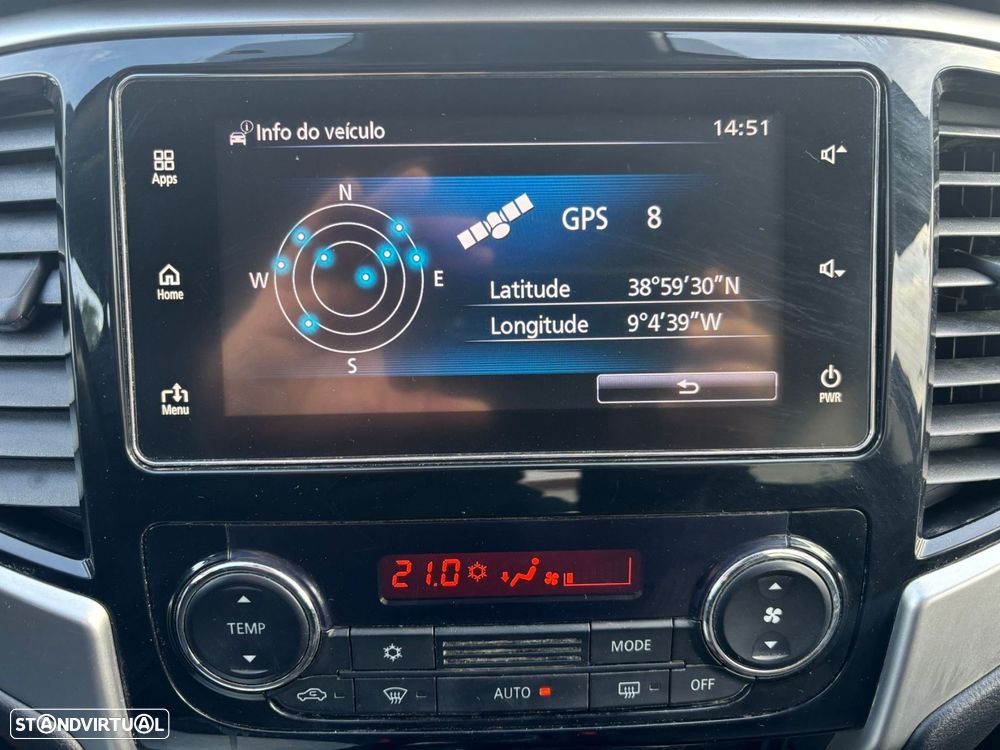 Info do veículo 14:51
Apps
Home
Menu
N
W E
S
GPS 8
Latitude 38°59'30"N
Longitude 9°4'39"W
PWR
21.0
TEMP
MODE
AUTO
OFF
STANDVIRTUAL